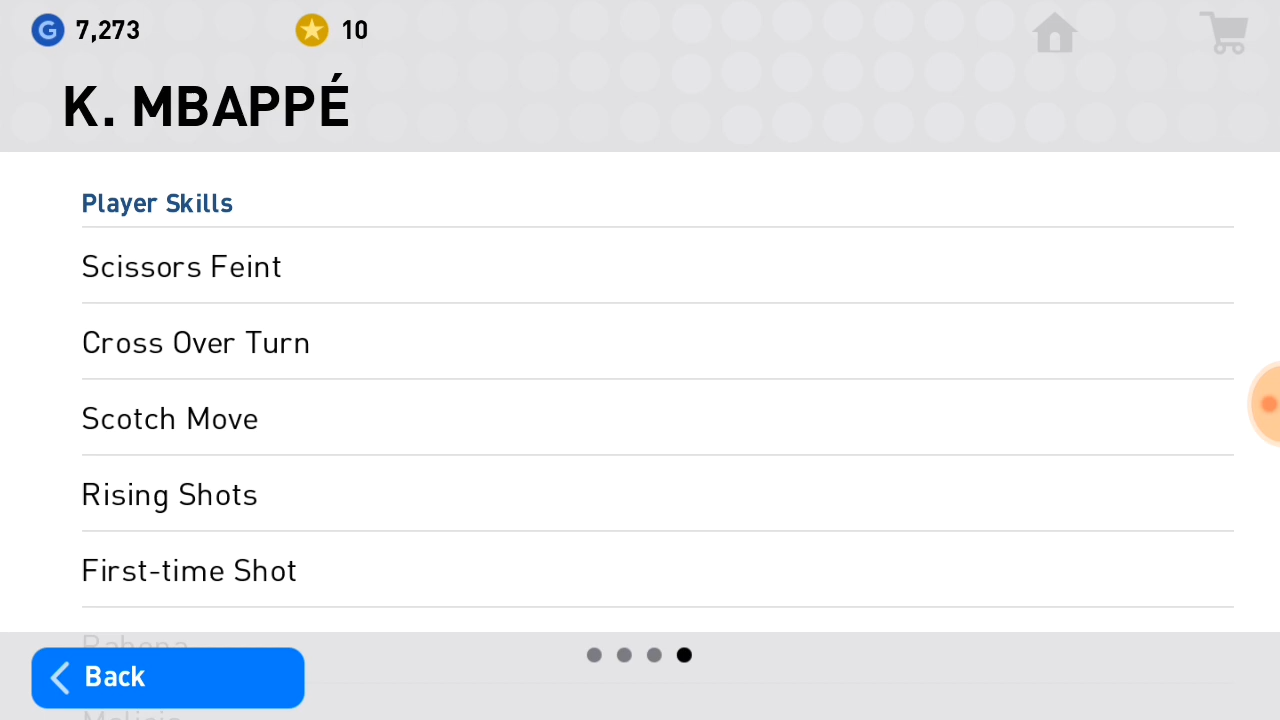 7,273
10
K. MBAPPÉ
Player Skills
Scissors Feint
Cross Over Turn
Scotch Move
Rising Shots
First-time Shot
Rabona
Back